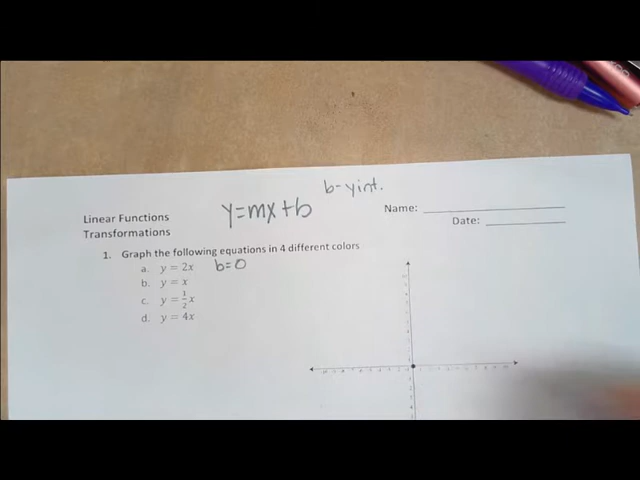 b-yint.
y=mx+b
Linear Functions
Transformations
Name:
Date:
1. Graph the following equations in 4 different colors
a. y = 2x b=0
b. y = x
c. y = 1/2 x
d. y = 4x